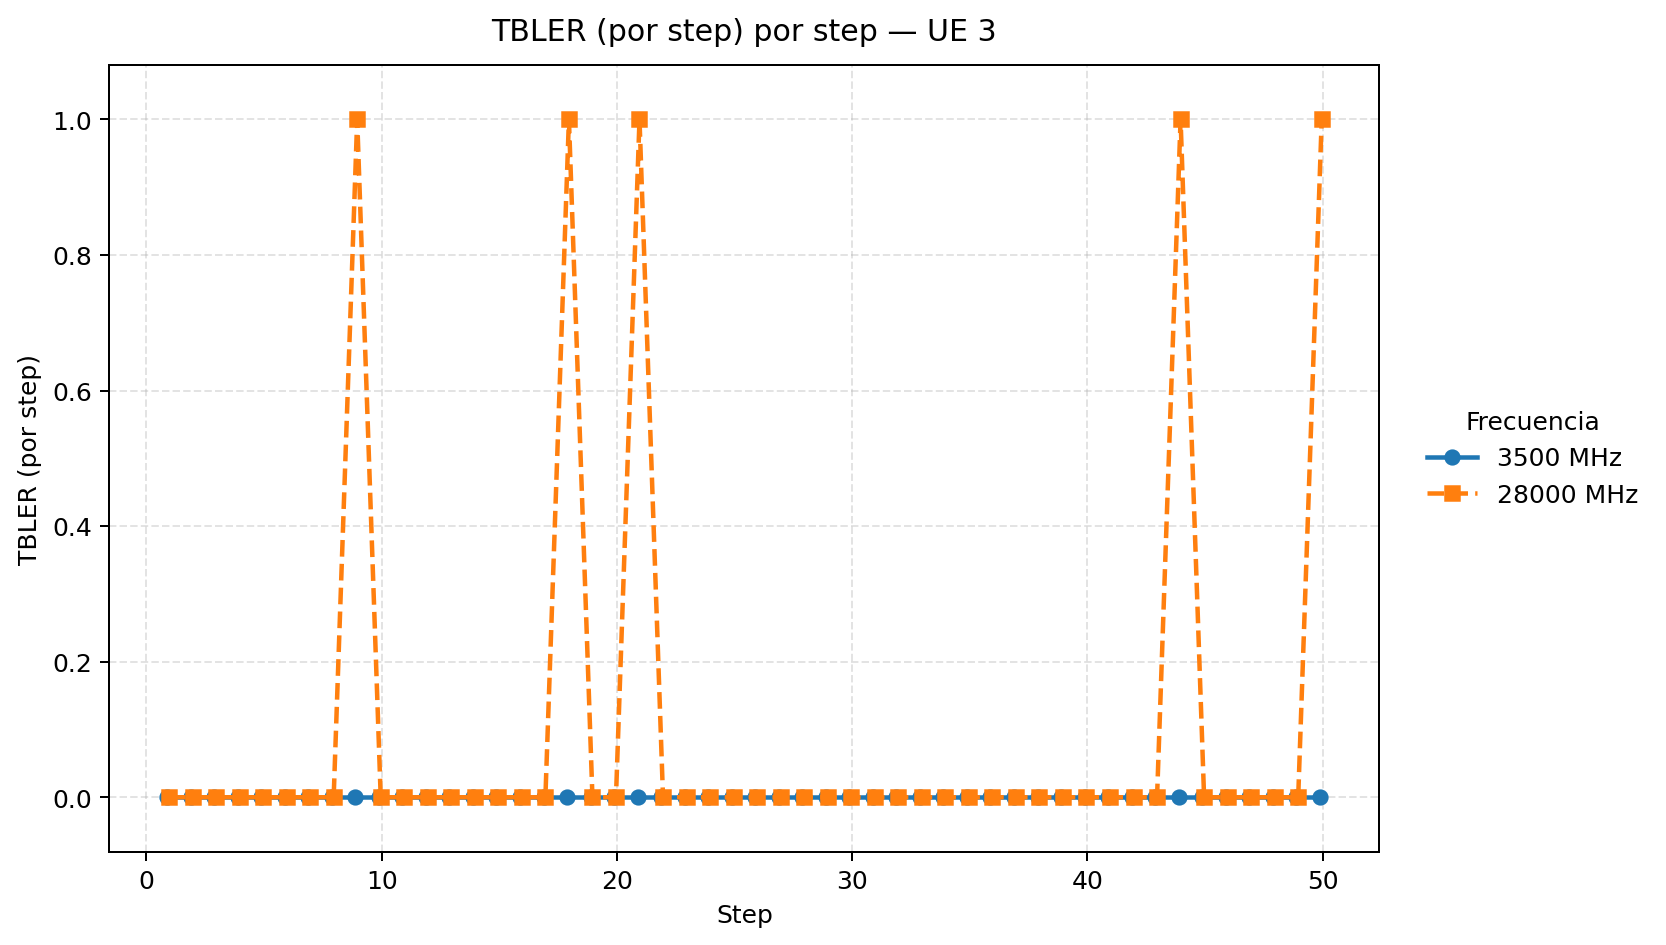 TBLER (por step) por step — UE 3
TBLER (por step)
1.0
0.8
0.6
0.4
0.2
0.0
0 10 20 30 40 50
Step
Frecuencia
3500 MHz
28000 MHz